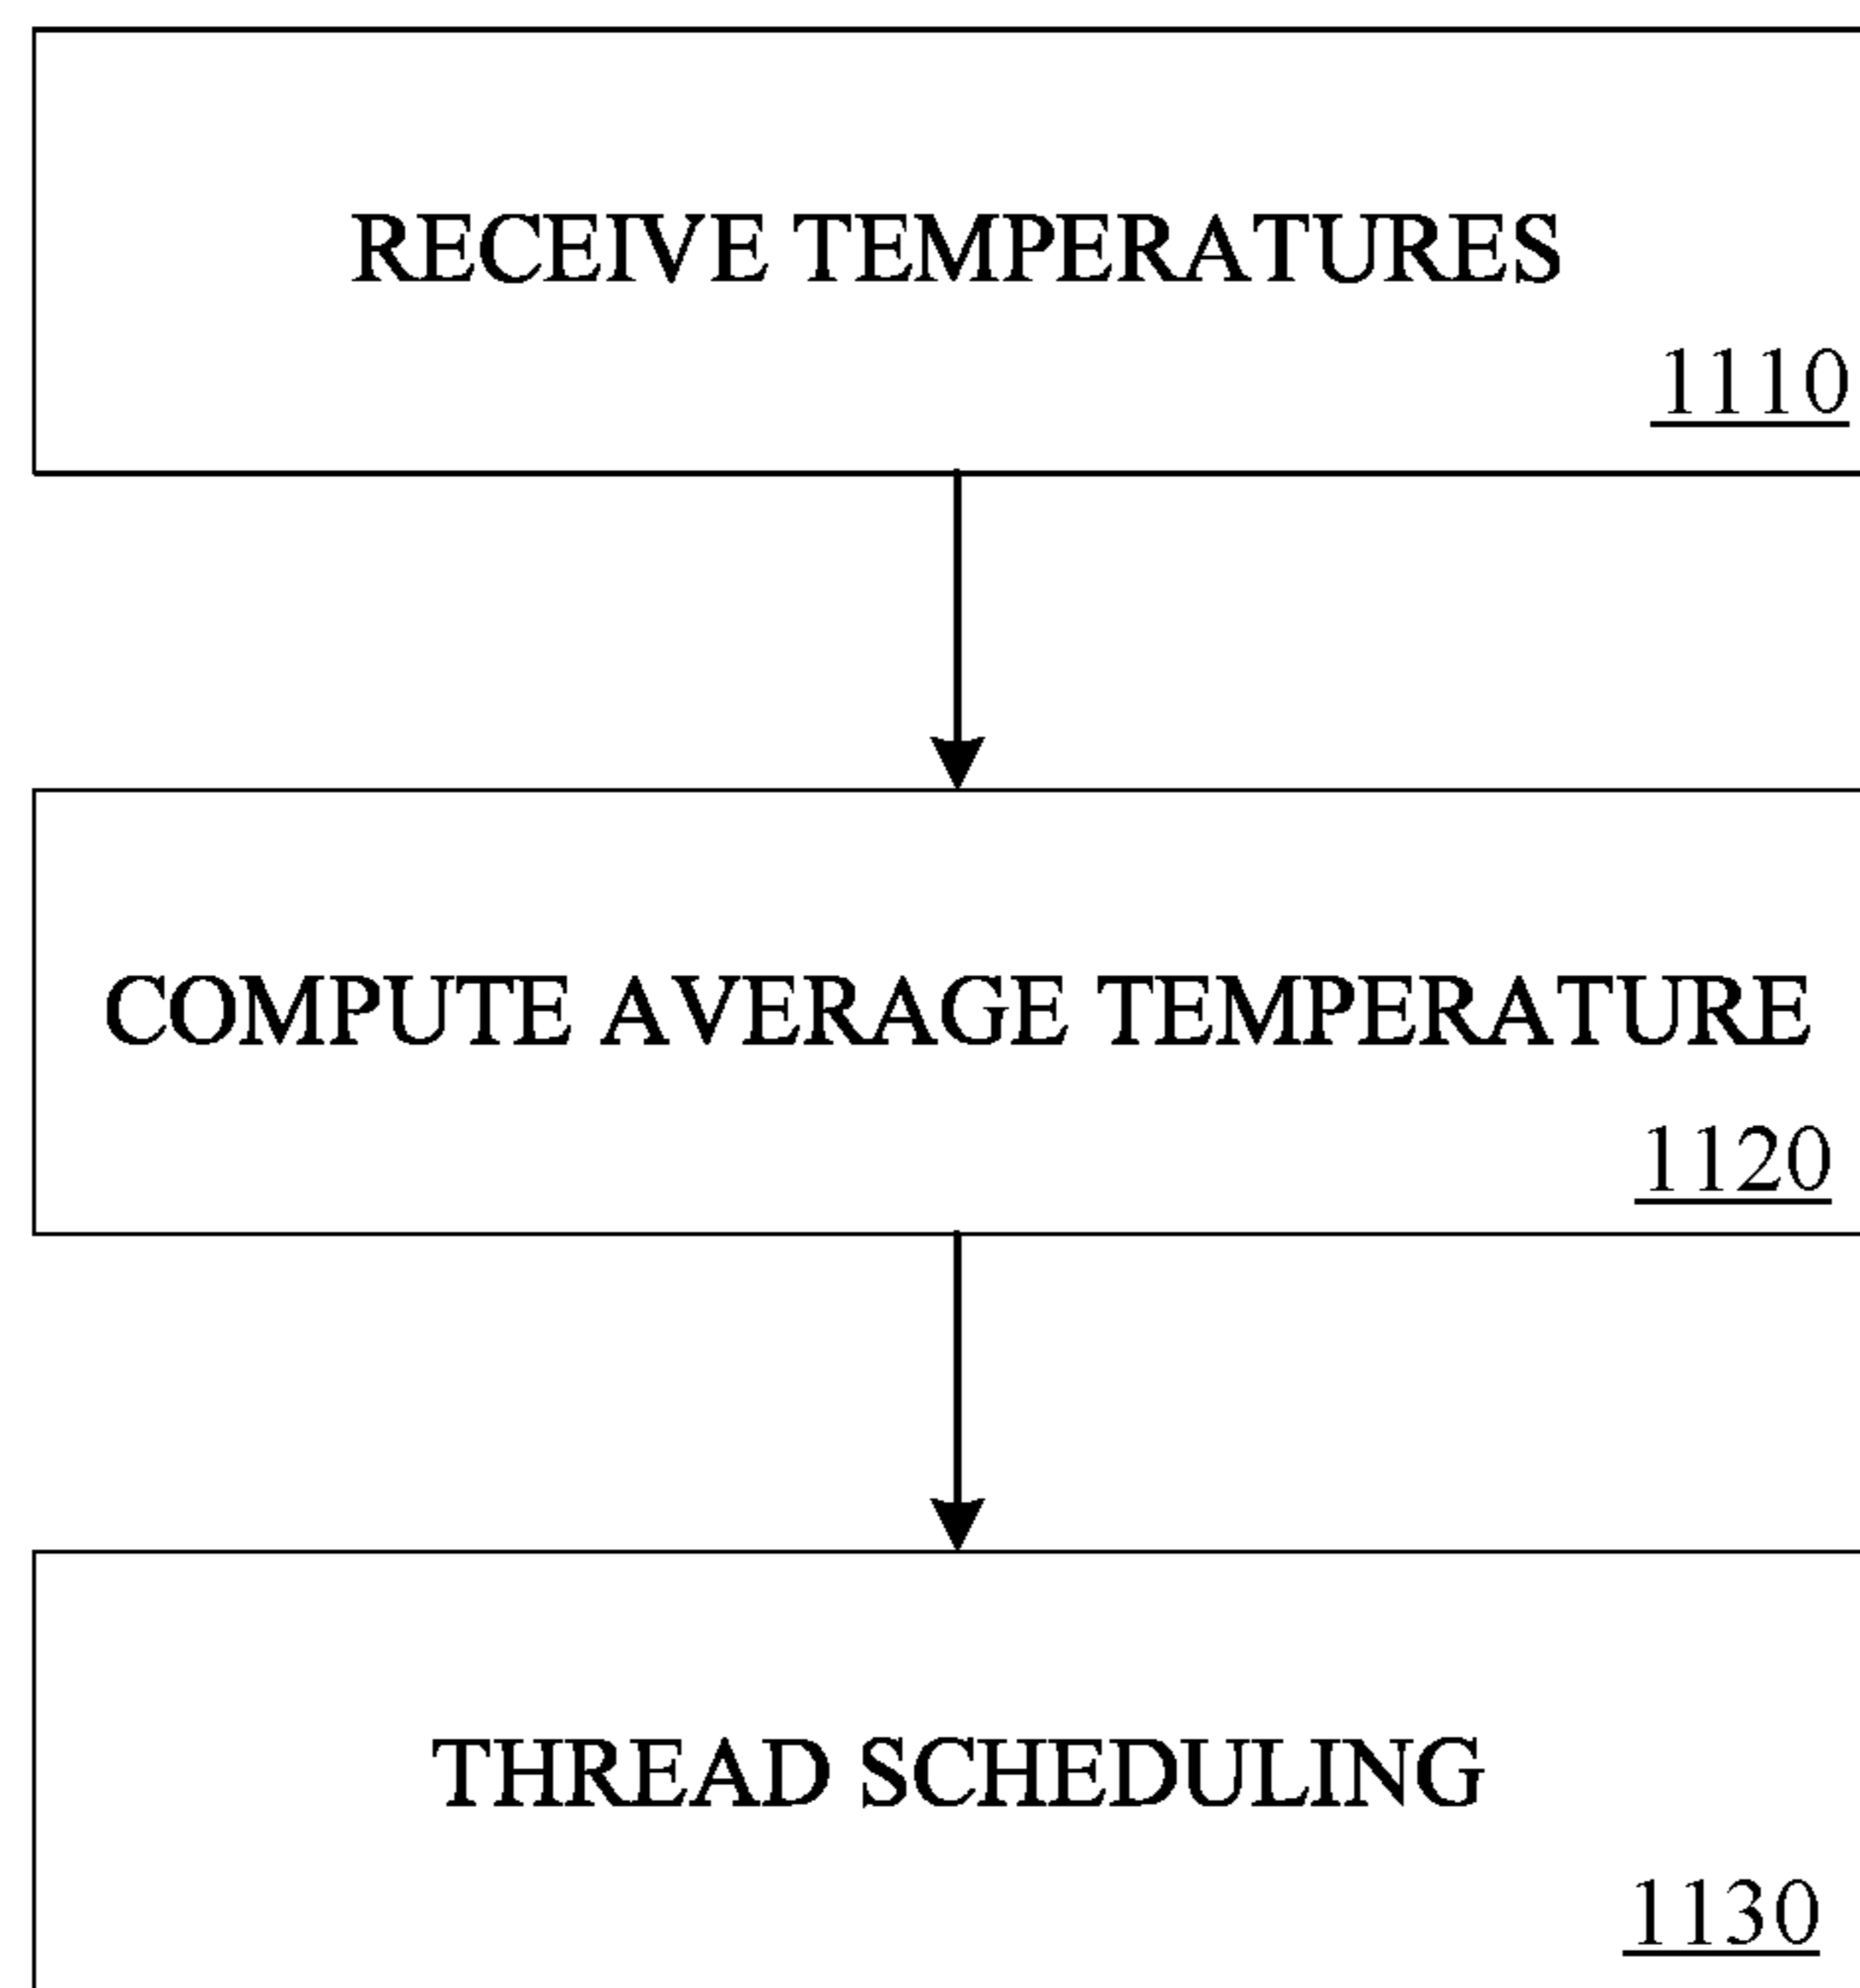 RECEIVE TEMPERATURES
1110
COMPUTE AVERAGE TEMPERATURE
1120
THREAD SCHEDULING
1130